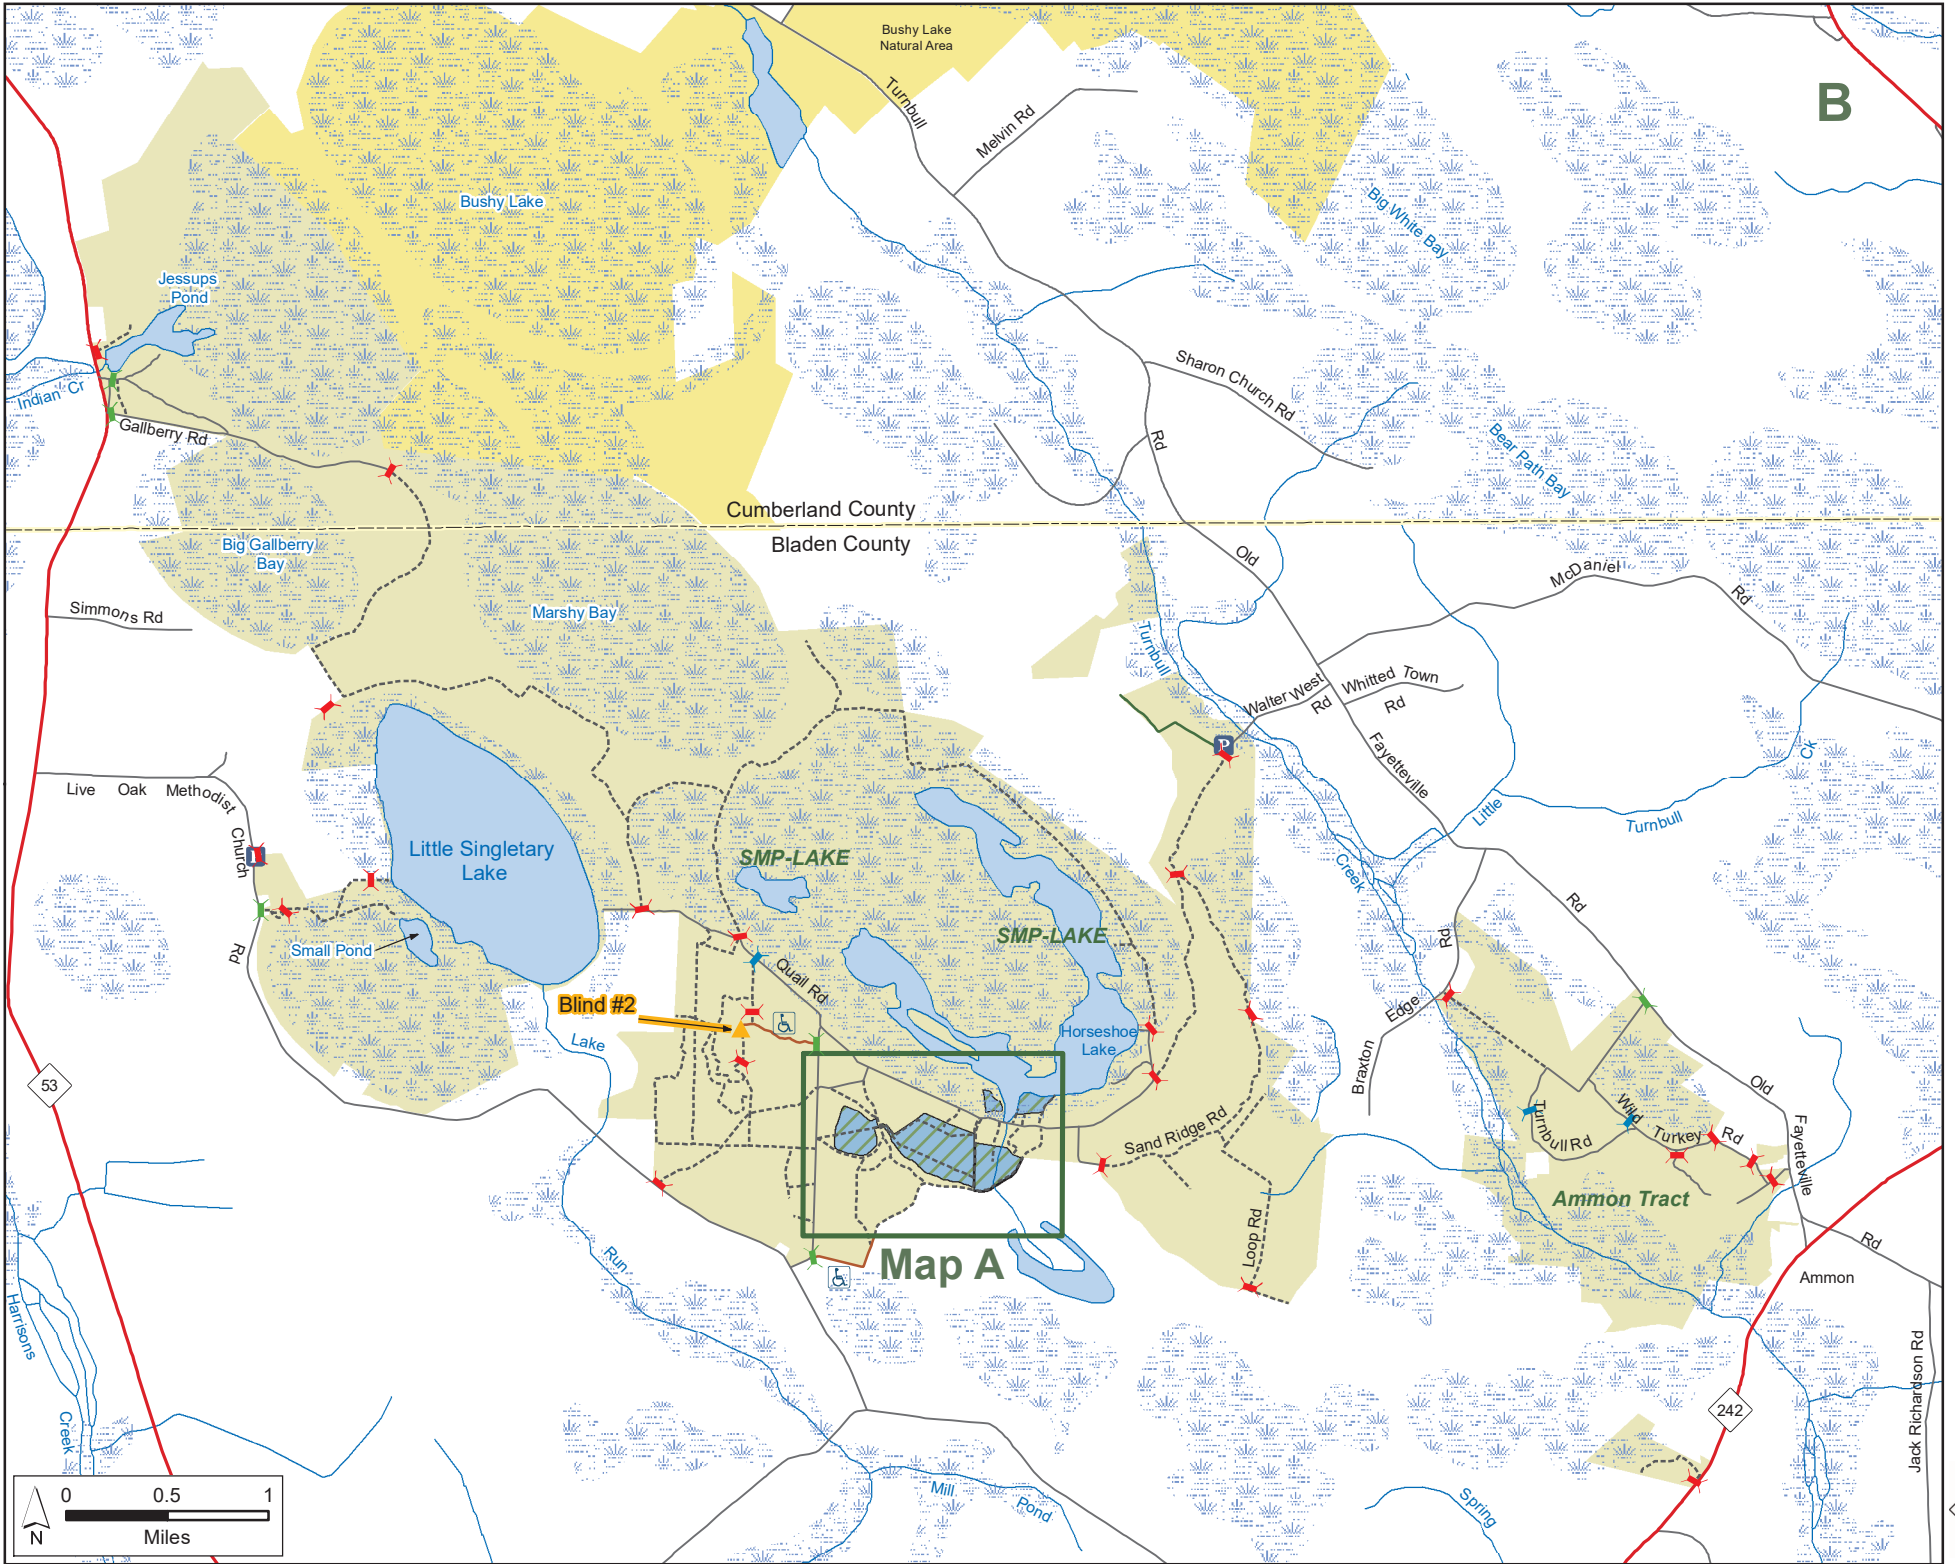 Bushy Lake
Natural Area
B
Turnbull
Melvin Rd
Bushy Lake
Big White Bay
Jessups
Pond
Indian Cr
Gallberry Rd
Sharon Church Rd
Rd
Bear Path Bay
Cumberland County
Bladen County
Big Gallberry
Bay
Marshy Bay
Old
McDaniel
Rd
Simmons Rd
Turnbull
Walter West
Rd
Whitted Town
Rd
Fayetteville
Live Oak Methodist
Church
Rd
Little Singletary
Lake
SMP-LAKE
SMP-LAKE
Little
Turnbull
Ck
Creek
Rd
Rd
Small Pond
Quail Rd
Blind #2
Horseshoe
Lake
Edge
Braxton
Lake
53
P
Old
Fayetteville
Sand Ridge Rd
Turnbull Rd
Wild
Turkey
Rd
Ammon Tract
Loop Rd
Run
Map A
Rd
Ammon
Harrisons
Creek
Jack Richardson Rd
242
Mill
Pond
Spring
0 0.5 1
Miles
N